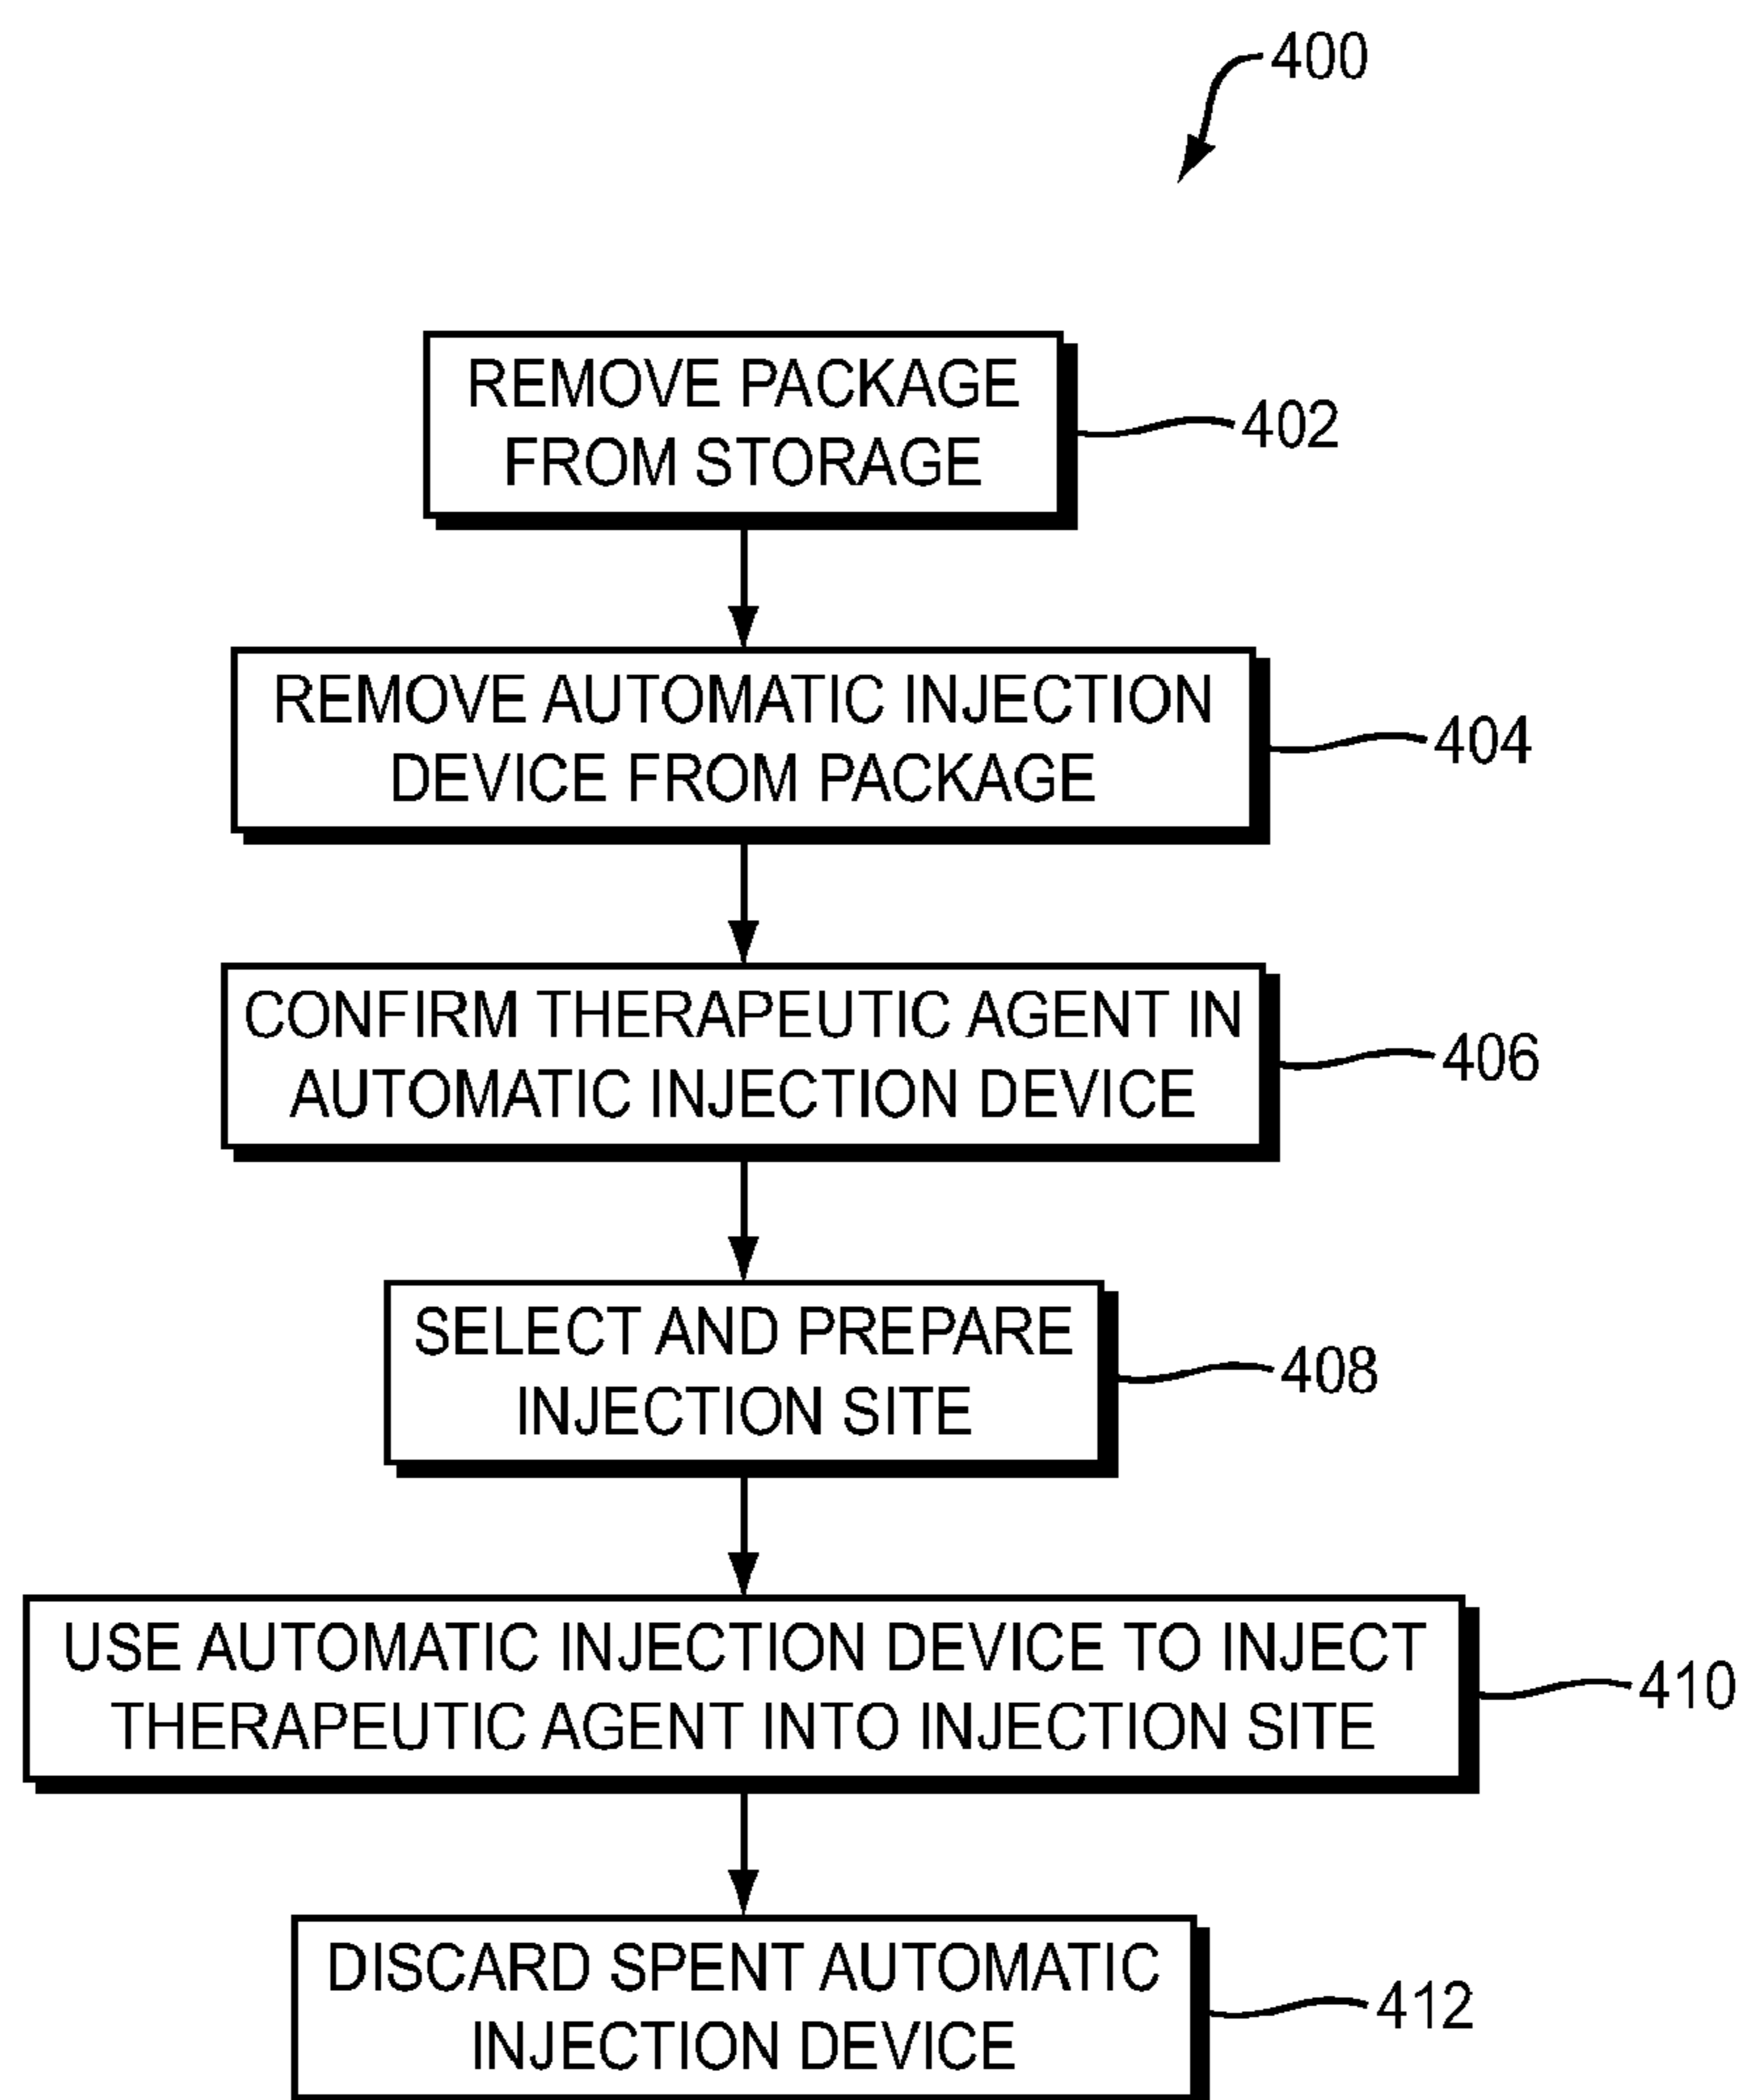 400
REMOVE PACKAGE
FROM STORAGE
402
REMOVE AUTOMATIC INJECTION
DEVICE FROM PACKAGE
404
CONFIRM THERAPEUTIC AGENT IN
AUTOMATIC INJECTION DEVICE
406
SELECT AND PREPARE
INJECTION SITE
408
USE AUTOMATIC INJECTION DEVICE TO INJECT
THERAPEUTIC AGENT INTO INJECTION SITE
410
DISCARD SPENT AUTOMATIC
INJECTION DEVICE
412